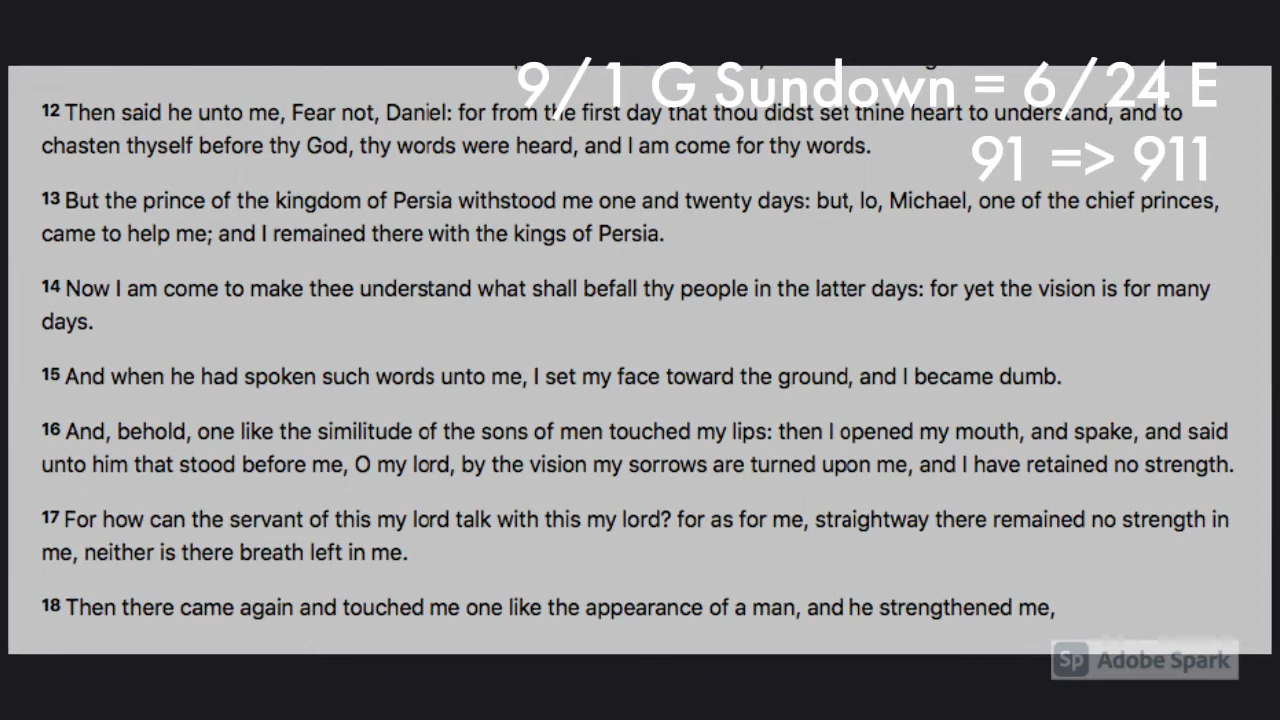 9/1 G Sundown = 6/24 E
91 => 911
12 Then said he unto me, Fear not, Daniel: for from the first day that thou didst set thine heart to understand, and to
chasten thyself before thy God, thy words were heard, and I am come for thy words.
13 But the prince of the kingdom of Persia withstood me one and twenty days: but, lo, Michael, one of the chief princes,
came to help me; and I remained there with the kings of Persia.
14 Now I am come to make thee understand what shall befall thy people in the latter days: for yet the vision is for many
days.
15 And when he had spoken such words unto me, I set my face toward the ground, and I became dumb.
16 And, behold, one like the similitude of the sons of men touched my lips: then I opened my mouth, and spake, and said
unto him that stood before me, O my lord, by the vision my sorrows are turned upon me, and I have retained no strength.
17 For how can the servant of this my lord talk with this my lord? for as for me, straightway there remained no strength in
me, neither is there breath left in me.
18 Then there came again and touched me one like the appearance of a man, and he strengthened me,
Sp Adobe Spark